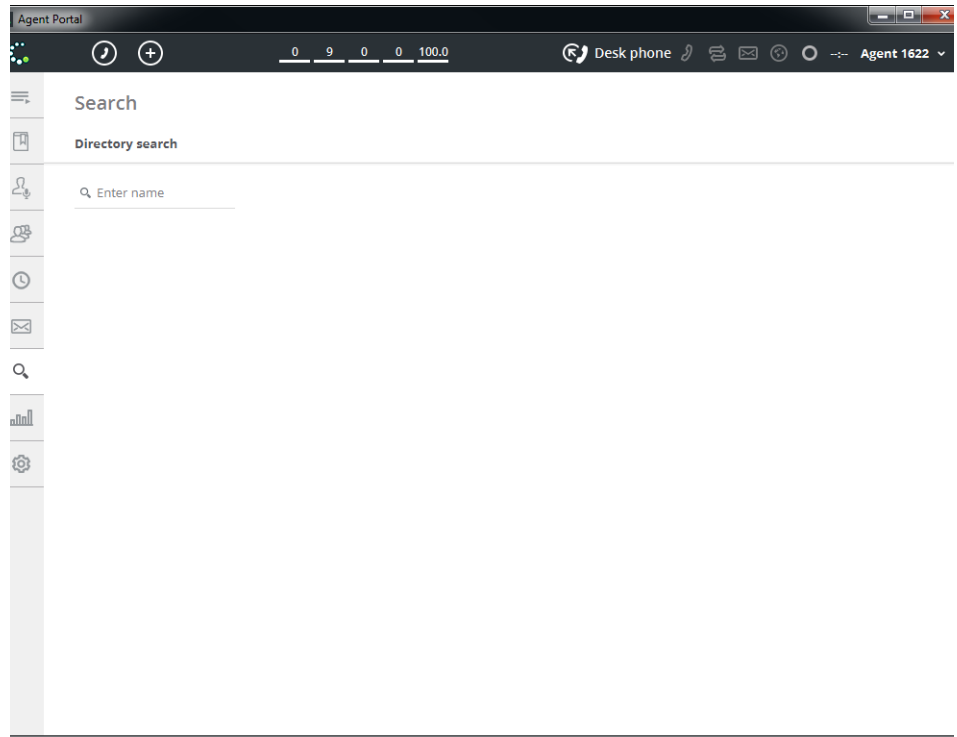 Agent Portal
0 9 0 0 100.0 Desk phone --:-- Agent 1622
Search
Directory search
Enter name